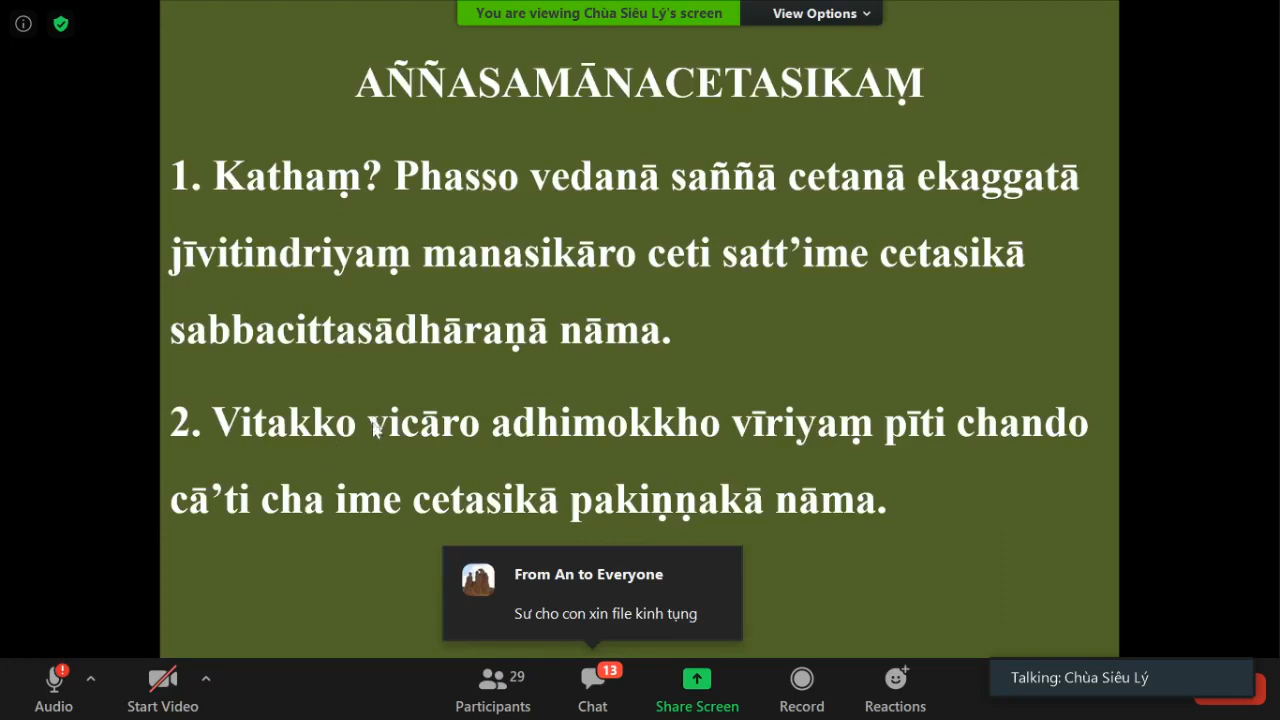 You are viewing Chùa Siêu Lý's screen
View Options
AÑÑASAMĀNACETASIKAṂ
1. Kathaṃ? Phasso vedanā saññā cetanā ekaggatā
jīvitindriyaṃ manasikāro ceti satt’ime cetasikā
sabbacittasādhāraṇā nāma.
2. Vitakko vicāro adhimokkho vīriyaṃ pīti chando
cā’ti cha ime cetasikā pakiṇṇakā nāma.
From An to Everyone
Sư cho con xin file kinh tụng
Talking: Chùa Siêu Lý
29
13
Audio
Start Video
Participants
Chat
Share Screen
Record
Reactions